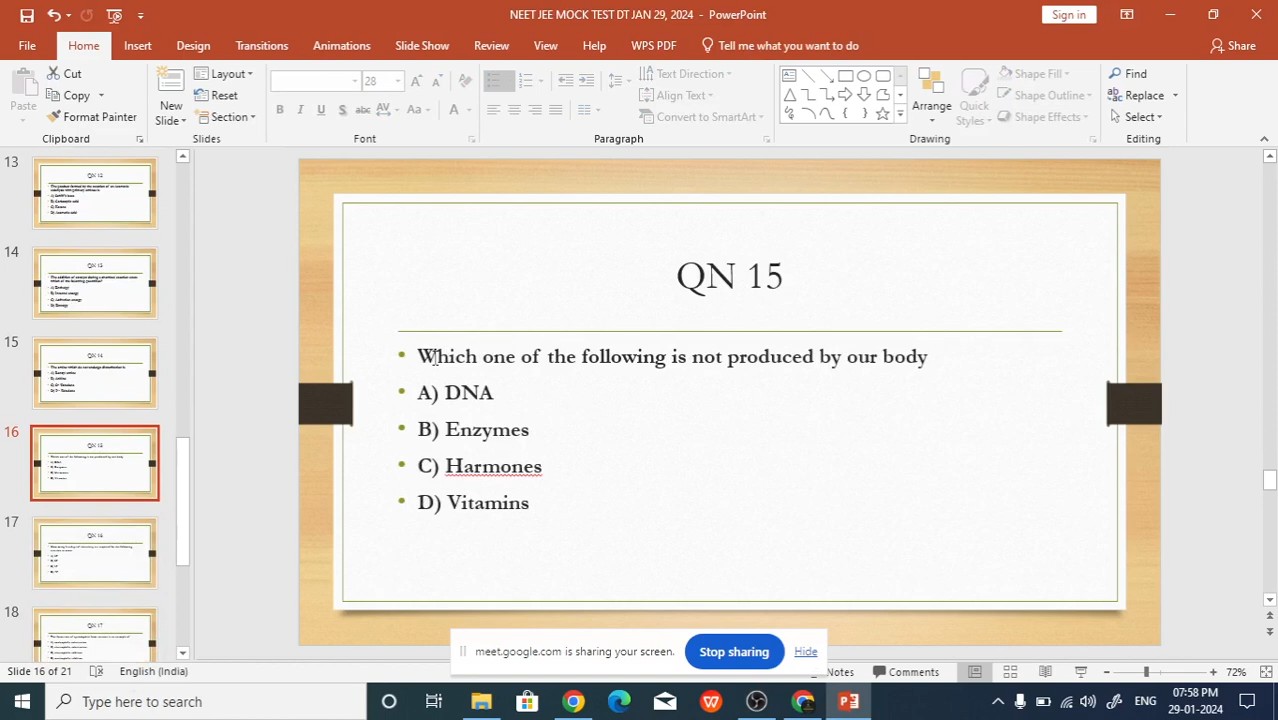 NEET JEE MOCK TEST DT JAN 29, 2024 - PowerPoint
Sign in
File Home Insert Design Transitions Animations Slide Show Review View Help WPS PDF Tell me what you want to do Share
Paste
Cut
Copy
Format Painter
Clipboard
New Slide
Layout
Reset
Section
Slides
28
B I U S abc AV Aa A
Font
Text Direction
Align Text
Convert to SmartArt
Paragraph
Arrange
Quick Styles
Shape Fill
Shape Outline
Shape Effects
Drawing
Find
Replace
Select
Editing
13
14
15
16
17
18
QN 17
QN 15
Which one of the following is not produced by our body
A) DNA
B) Enzymes
C) Harmones
D) Vitamins
meet.google.com is sharing your screen. Stop sharing Hide
Slide 16 of 21 English (India) Notes Comments 72%
Type here to search
ENG
07:58 PM
29-01-2024